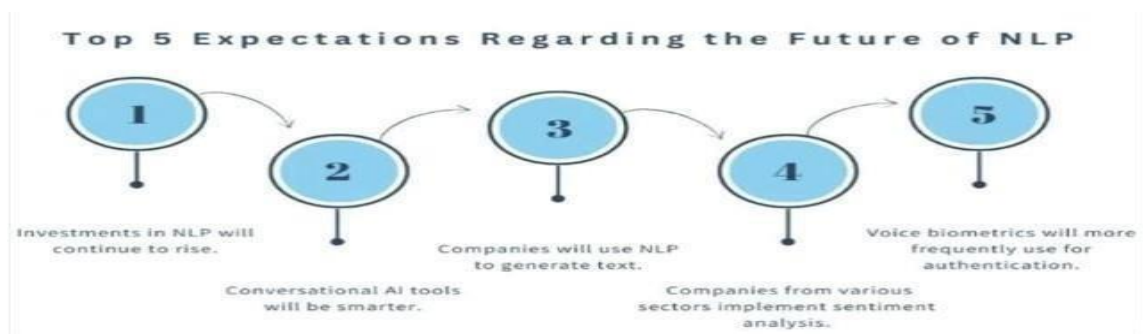 Top 5 Expectations Regarding the Future of NLP
1
Investments in NLP will
continue to rise.
2
Conversational AI tools
will be smarter.
3
Companies will use NLP
to generate text.
4
Companies from various
sectors implement sentiment
analysis.
5
Voice biometrics will more
frequently use for
authentication.